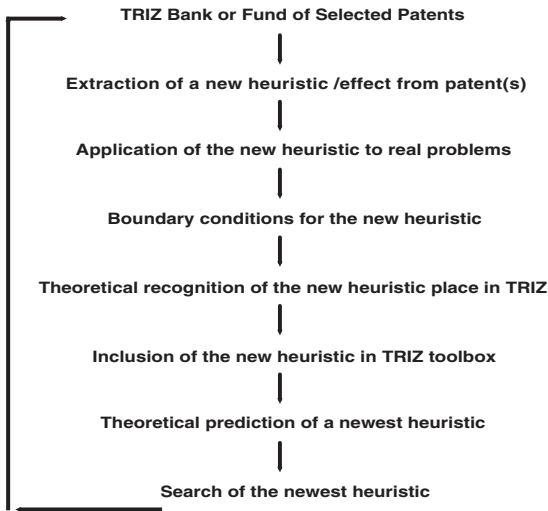 TRIZ Bank or Fund of Selected Patents
Extraction of a new heuristic /effect from patent(s)
Application of the new heuristic to real problems
Boundary conditions for the new heuristic
Theoretical recognition of the new heuristic place in TRIZ
Inclusion of the new heuristic in TRIZ toolbox
Theoretical prediction of a newest heuristic
Search of the newest heuristic